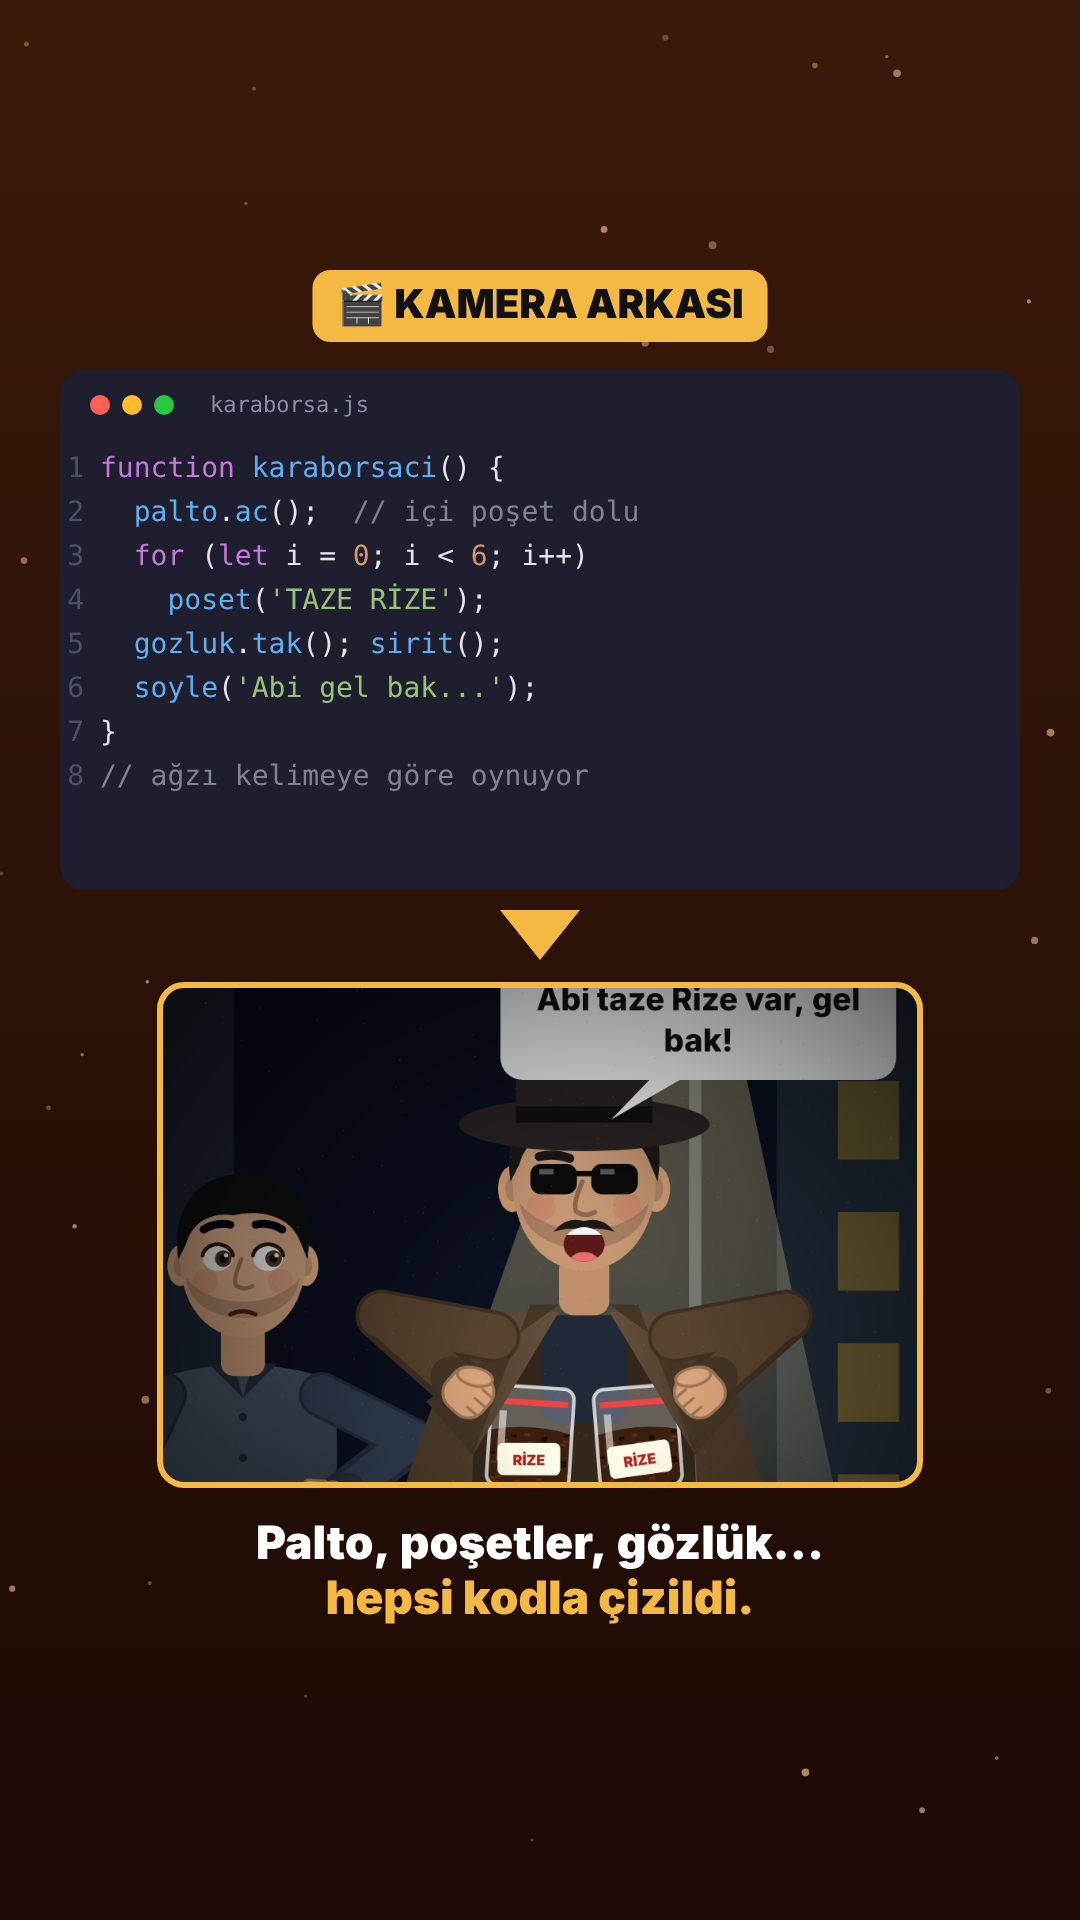 🎬 KAMERA ARKASI
karaborsa.js
1 function karaborsaci() {
2   palto.ac();  // içi poşet dolu
3   for (let i = 0; i < 6; i++)
4     poset('TAZE RİZE');
5   gozluk.tak(); sirit();
6   soyle('Abi gel bak...');
7 }
8 // ağzı kelimeye göre oynuyor
Abi taze Rize var, gel
bak!
RİZE
RİZE
Palto, poşetler, gözlük...
hepsi kodla çizildi.